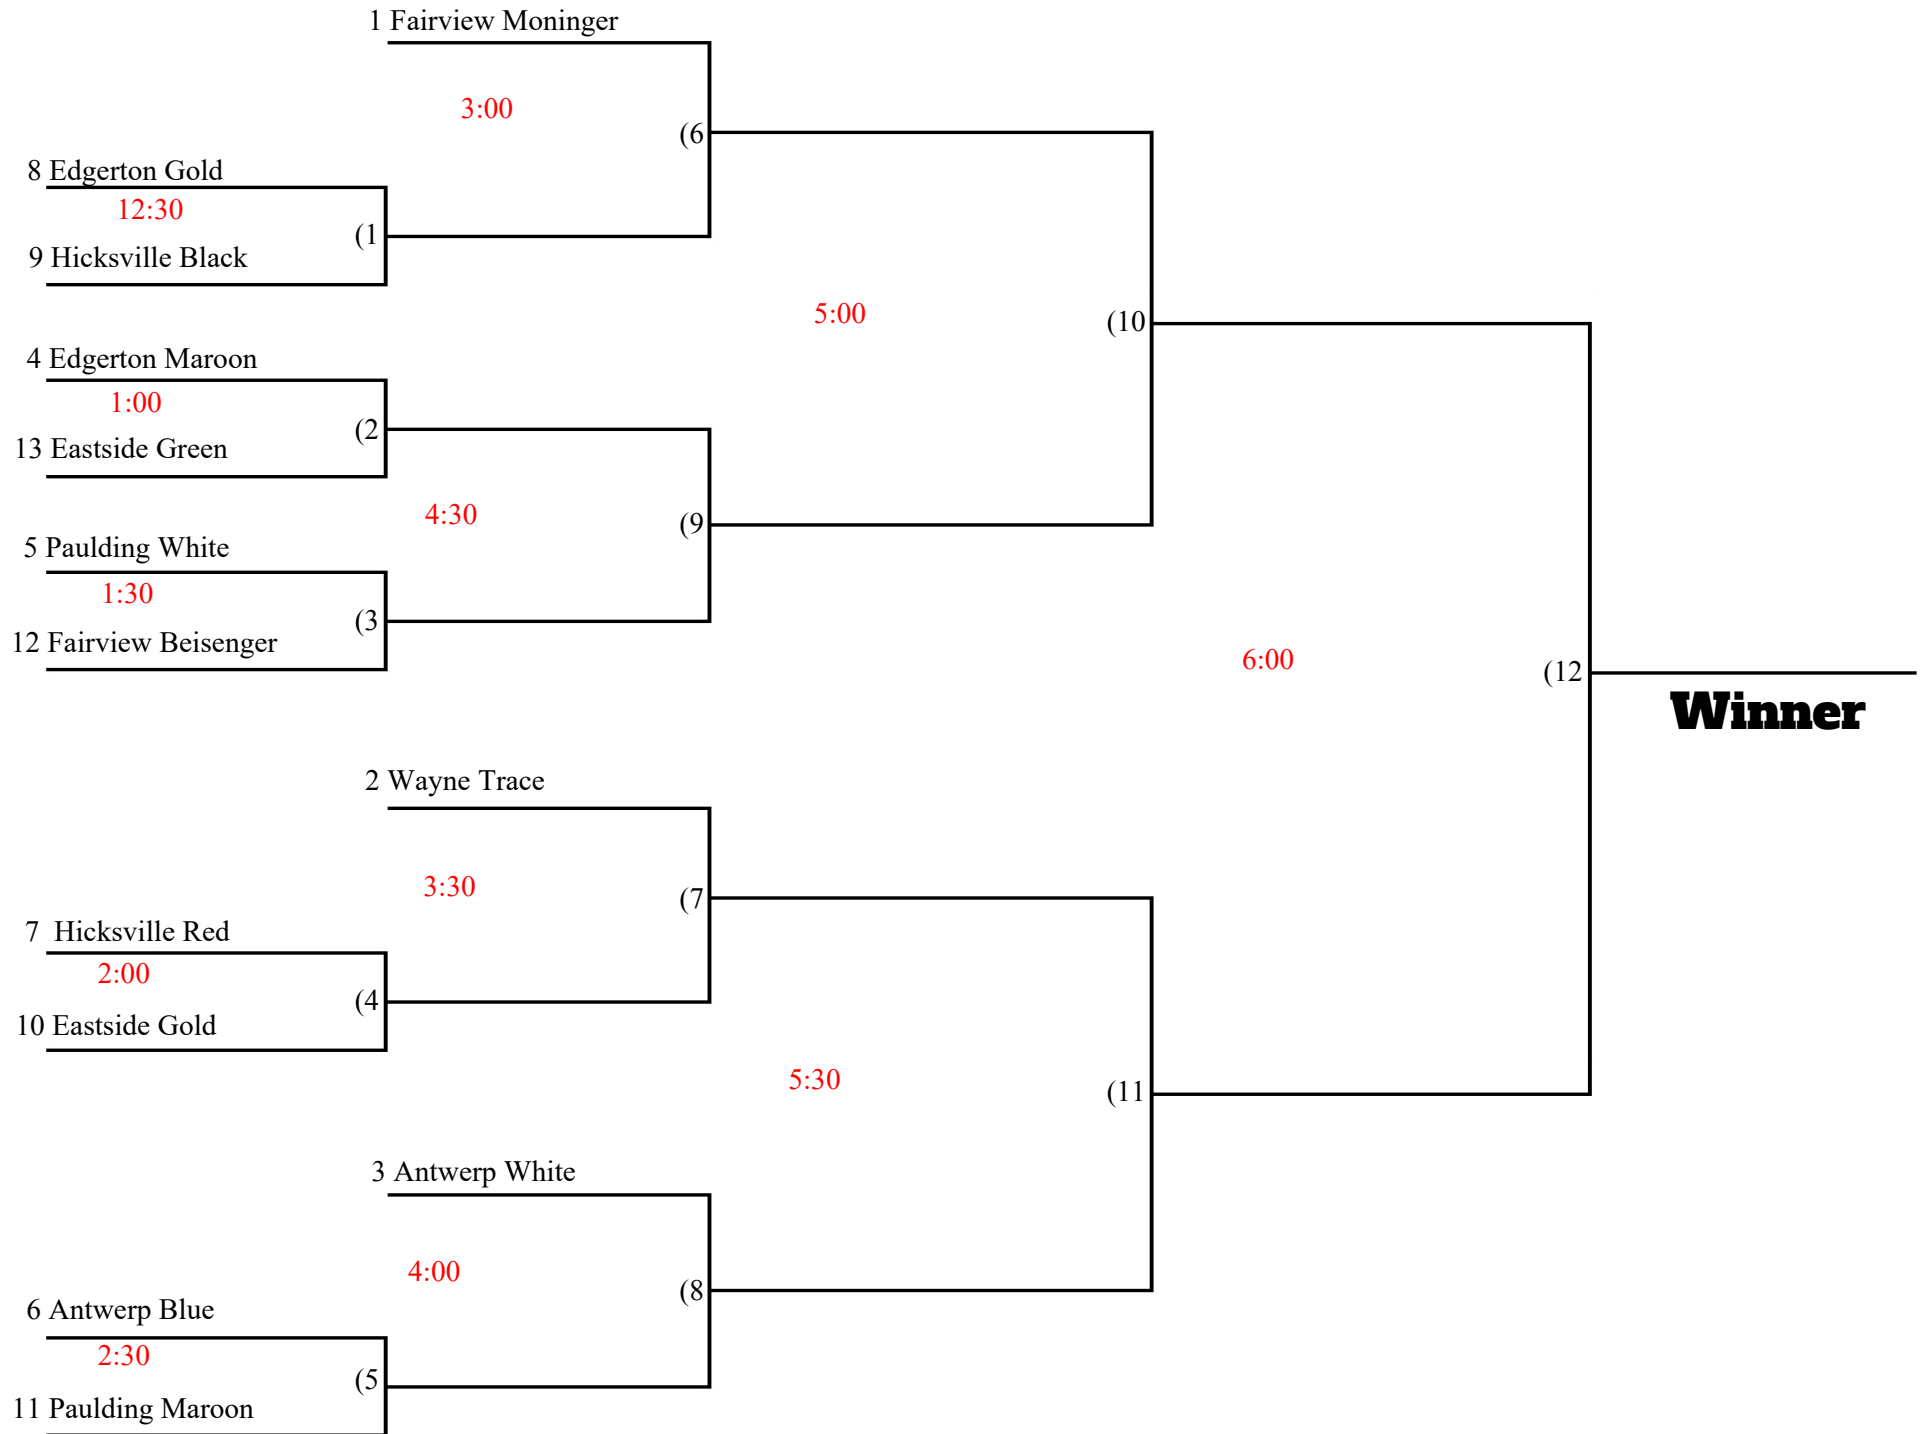 1 Fairview Moninger
3:00
(6
8 Edgerton Gold
12:30
(1
9 Hicksville Black
5:00
(10
4 Edgerton Maroon
1:00
(2
13 Eastside Green
4:30
(9
5 Paulding White
1:30
(3
12 Fairview Beisenger
6:00
(12
Winner
2 Wayne Trace
3:30
(7
7  Hicksville Red
2:00
(4
10 Eastside Gold
5:30
(11
3 Antwerp White
4:00
(8
6 Antwerp Blue
2:30
(5
11 Paulding Maroon